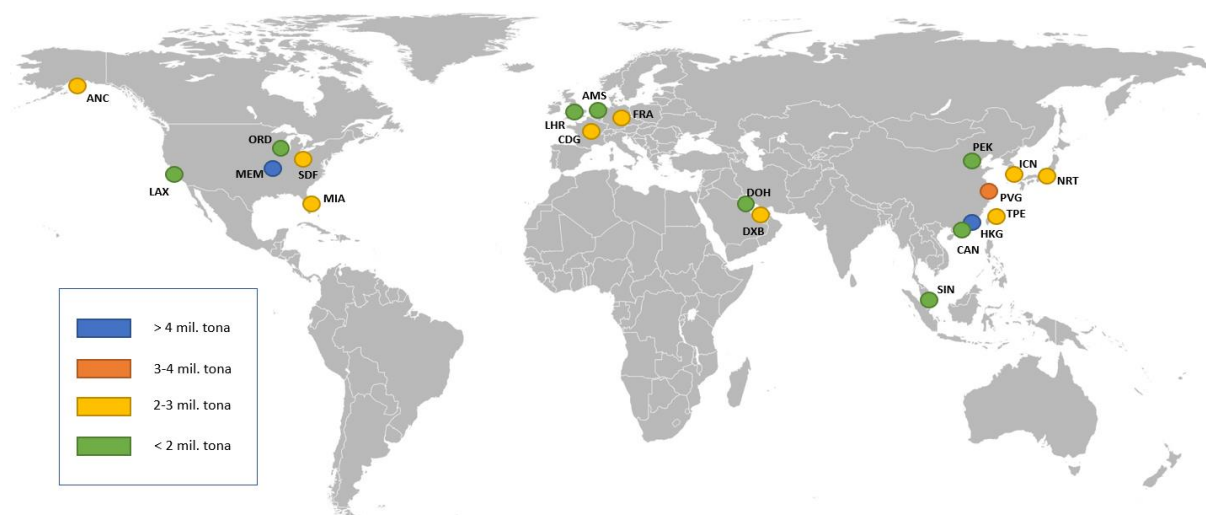 ANC
AMS
LHR
FRA
CDG
ORD
MEM
SDF
LAX
MIA
PEK
ICN
NRT
DOH
PVG
DXB
TPE
HKG
CAN
SIN
> 4 mil. tona
3-4 mil. tona
2-3 mil. tona
< 2 mil. tona